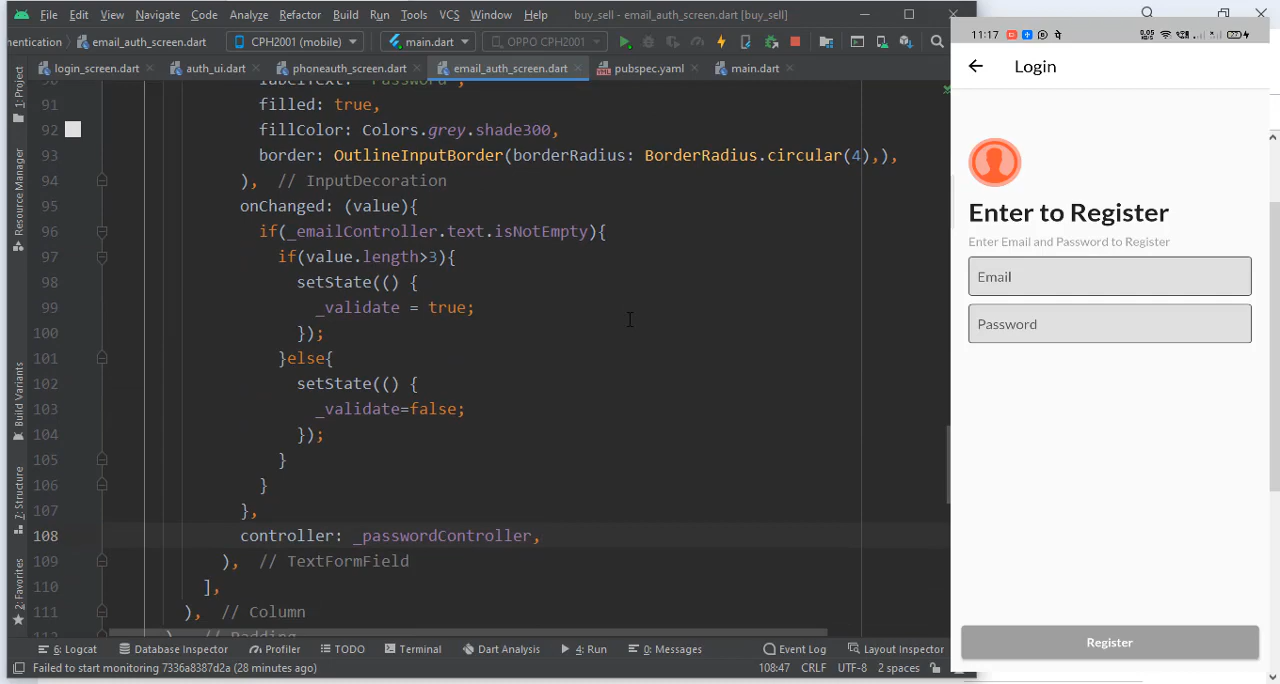 File Edit View Navigate Code Analyze Refactor Build Run Tools VCS Window Help buy_sell - email_auth_screen.dart [buy_sell]
hentication email_auth_screen.dart CPH2001 (mobile) main.dart OPPO CPH2001
login_screen.dart auth_ui.dart phoneauth_screen.dart email_auth_screen.dart pubspec.yaml main.dart
1: Project
Resource Manager
Build Variants
Z: Structure
2: Favorites
91 filled: true,
92 fillColor: Colors.grey.shade300,
93 border: OutlineInputBorder(borderRadius: BorderRadius.circular(4),),
94 ), // InputDecoration
95 onChanged: (value){
96 if(_emailController.text.isNotEmpty){
97 if(value.length>3){
98 setState(() {
99 _validate = true;
100 });
101 }else{
102 setState(() {
103 _validate=false;
104 });
105 }
106 }
107 },
108 controller: _passwordController,
109 ), // TextFormField
110 ],
111 ), // Column
), // Padding
6: Logcat Database Inspector Profiler TODO Terminal Dart Analysis 4: Run 0: Messages Event Log Layout Inspector
Failed to start monitoring 7336a8387d2a (28 minutes ago) 108:47 CRLF UTF-8 2 spaces
11:17
Login
Enter to Register
Enter Email and Password to Register
Email
Password
Register